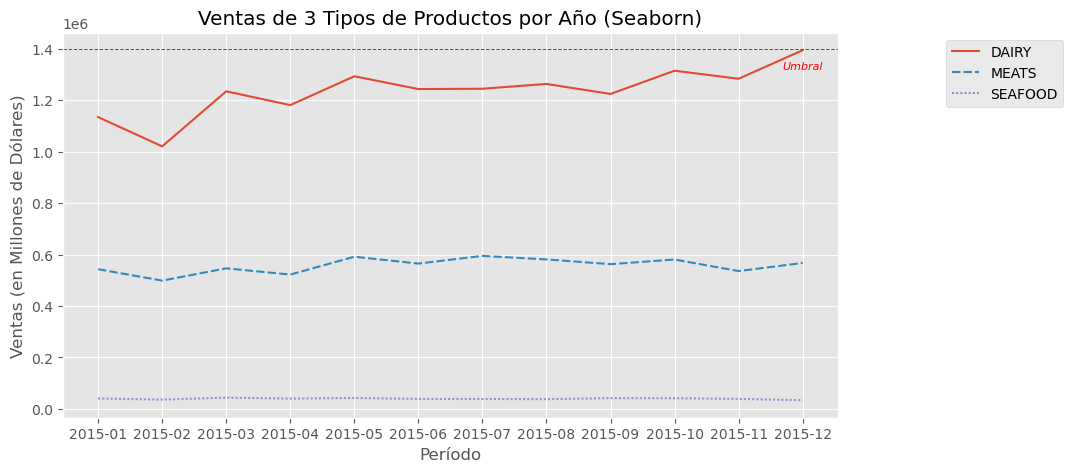 Ventas de 3 Tipos de Productos por Año (Seaborn)
1e6
1.4
1.2
1.0
0.8
0.6
0.4
0.2
0.0
Ventas (en Millones de Dólares)
Umbral
DAIRY
MEATS
SEAFOOD
2015-01 2015-02 2015-03 2015-04 2015-05 2015-06 2015-07 2015-08 2015-09 2015-10 2015-11 2015-12
Período